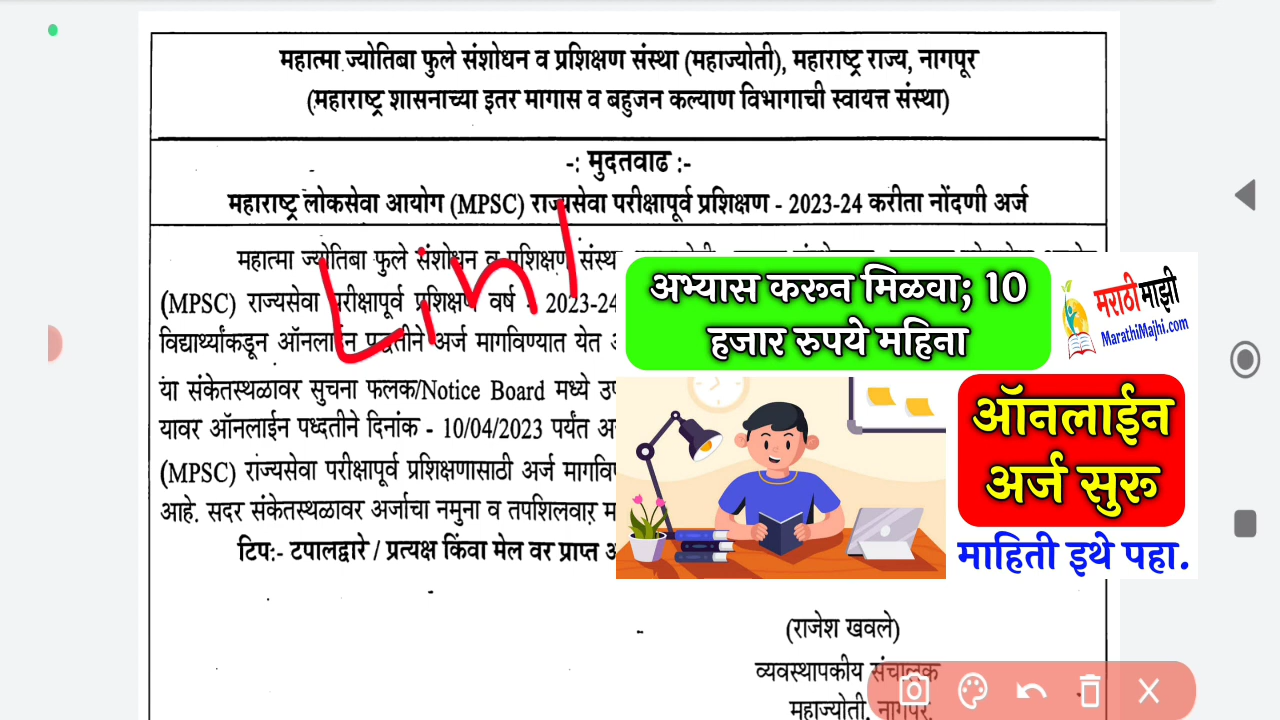 महात्मा ज्योतिबा फुले संशोधन व प्रशिक्षण संस्था (महाज्योती), महाराष्ट्र राज्य, नागपूर
(महाराष्ट्र शासनाच्या इतर मागास व बहुजन कल्याण विभागाची स्वायत्त संस्था)
-: मुदतवाढ :-
महाराष्ट्र लोकसेवा आयोग (MPSC) राज्यसेवा परीक्षापूर्व प्रशिक्षण - 2023-24 करीता नोंदणी अर्ज
महात्मा ज्योतिबा फुले संशोधन व प्रशिक्षण संस्था
(MPSC) राज्यसेवा परीक्षापूर्व प्रशिक्षण वर्ष - 2023-24
विद्यार्थ्यांकडून ऑनलाईन पद्धतीने अर्ज मागविण्यात येत
या संकेतस्थळावर सुचना फलक/Notice Board मध्ये
यावर ऑनलाईन पध्दतीने दिनांक - 10/04/2023 पर्यंत
(MPSC) राज्यसेवा परीक्षापूर्व प्रशिक्षणासाठी अर्ज
आहे. सदर संकेतस्थळावर अर्जाचा नमुना व तपशिलवार
टिपः- टपालद्वारे / प्रत्यक्ष किंवा मेल वर प्राप्त
(राजेश खवले)
व्यवस्थापकीय संचालक
महाज्योती, नागपूर.
अभ्यास करून मिळवा; 10
हजार रुपये महिना
मराठी माझी
MarathiMajhi.com
ऑनलाईन
अर्ज सुरू
माहिती इथे पहा.